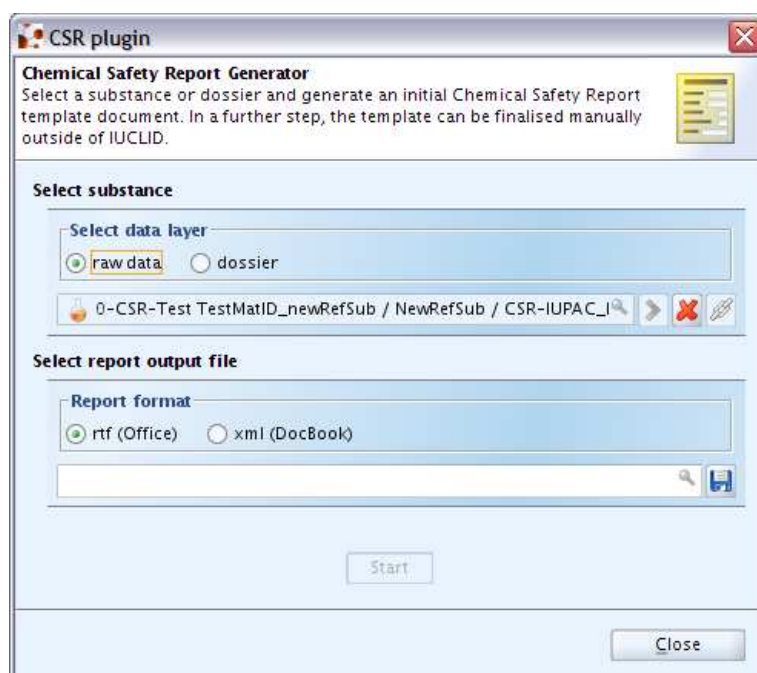 CSR plugin
Chemical Safety Report Generator
Select a substance or dossier and generate an initial Chemical Safety Report
template document. In a further step, the template can be finalised manually
outside of IUCLID.
Select substance
Select data layer
raw data dossier
0-CSR-Test TestMatID_newRefSub / NewRefSub / CSR-IUPAC_
Select report output file
Report format
rtf (Office) xml (DocBook)
Start
Close